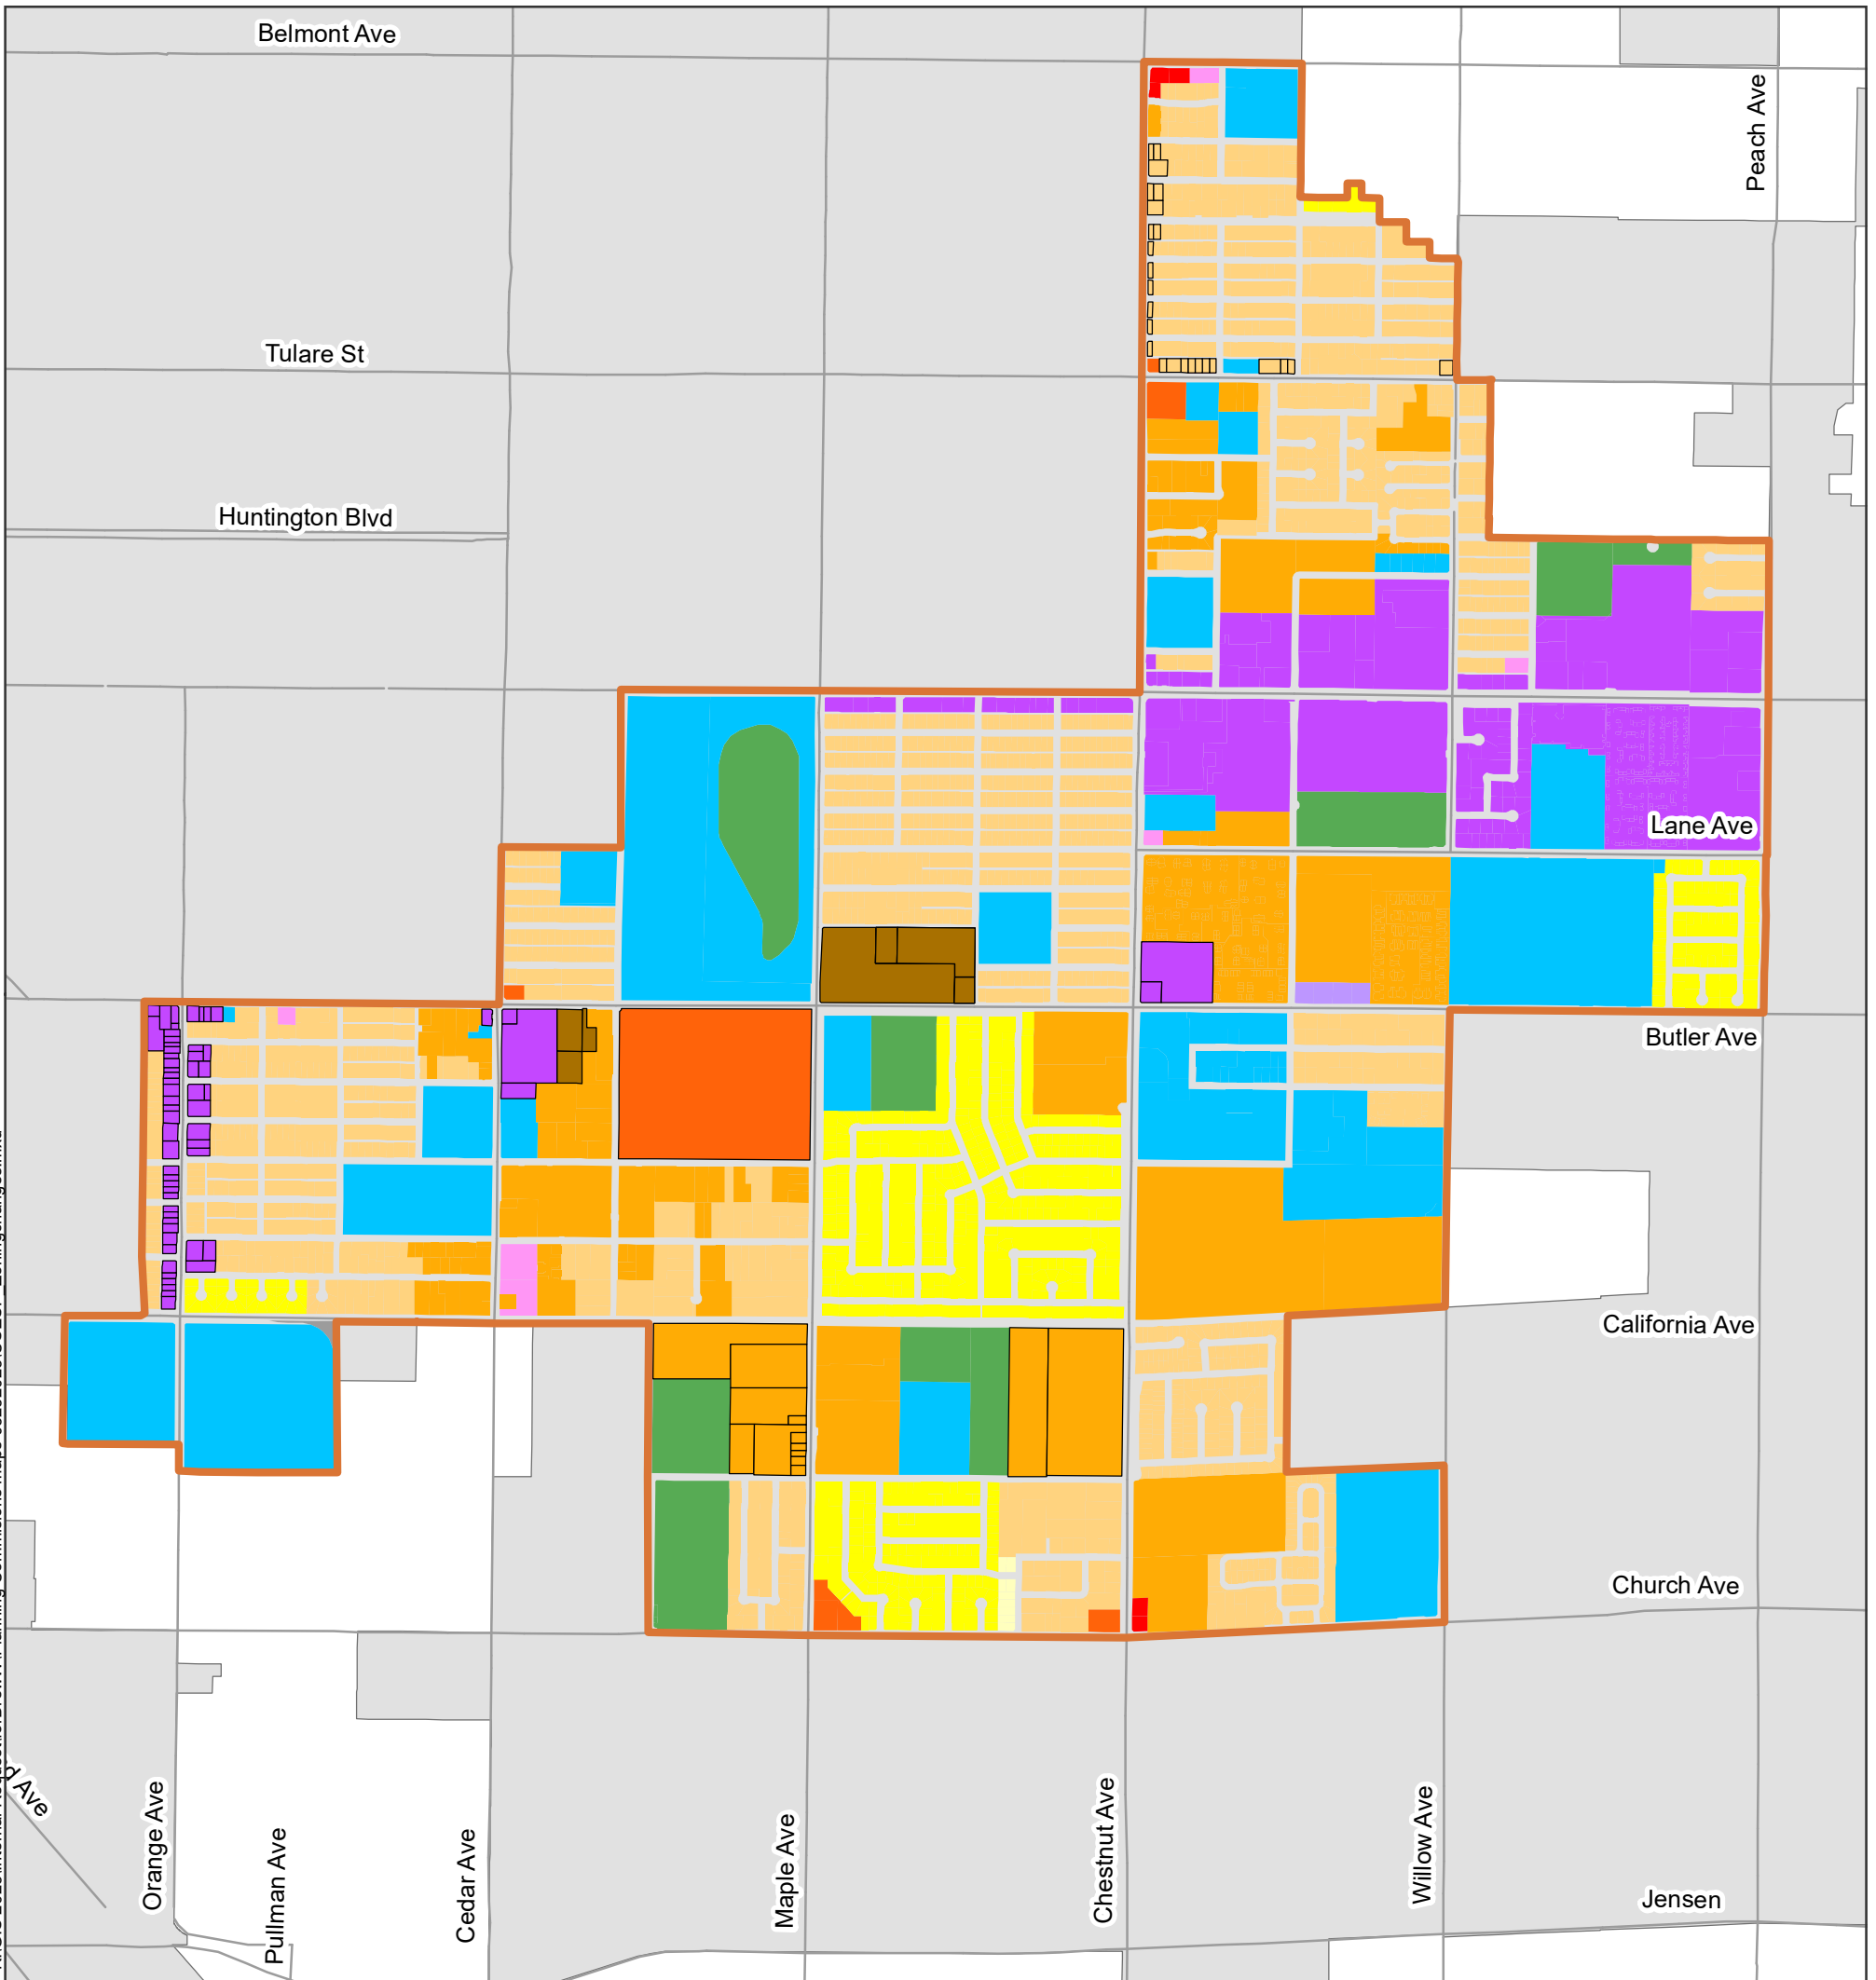 Belmont Ave
Peach Ave
Tulare St
Huntington Blvd
Lane Ave
Butler Ave
California Ave
Church Ave
d Ave
Orange Ave
Pullman Ave
Cedar Ave
Maple Ave
Chestnut Ave
Willow Ave
Jensen